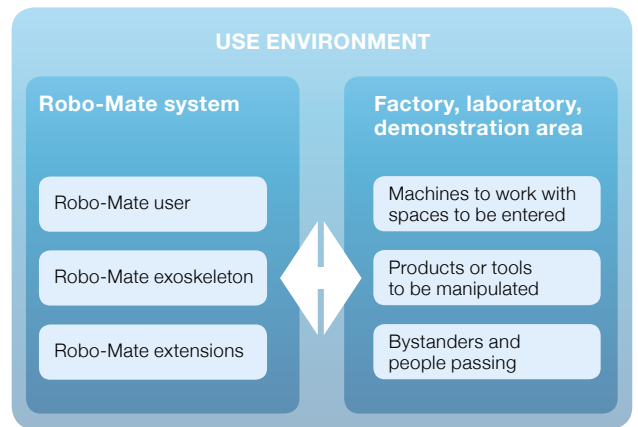 USE ENVIRONMENT
Robo-Mate system
Robo-Mate user
Robo-Mate exoskeleton
Robo-Mate extensions
Factory, laboratory,
demonstration area
Machines to work with
spaces to be entered
Products or tools
to be manipulated
Bystanders and
people passing